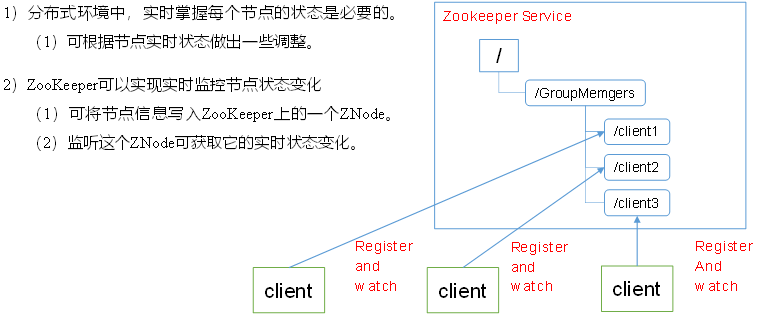 1）分布式环境中，实时掌握每个节点的状态是必要的。
（1）可根据节点实时状态做出一些调整。
2）ZooKeeper可以实现实时监控节点状态变化
（1）可将节点信息写入ZooKeeper上的一个ZNode。
（2）监听这个ZNode可获取它的实时状态变化。
Zookeeper Service
/
/GroupMemgers
/client1
/client2
/client3
Register
and
watch
Register
and
watch
Register
And
watch
client
client
client